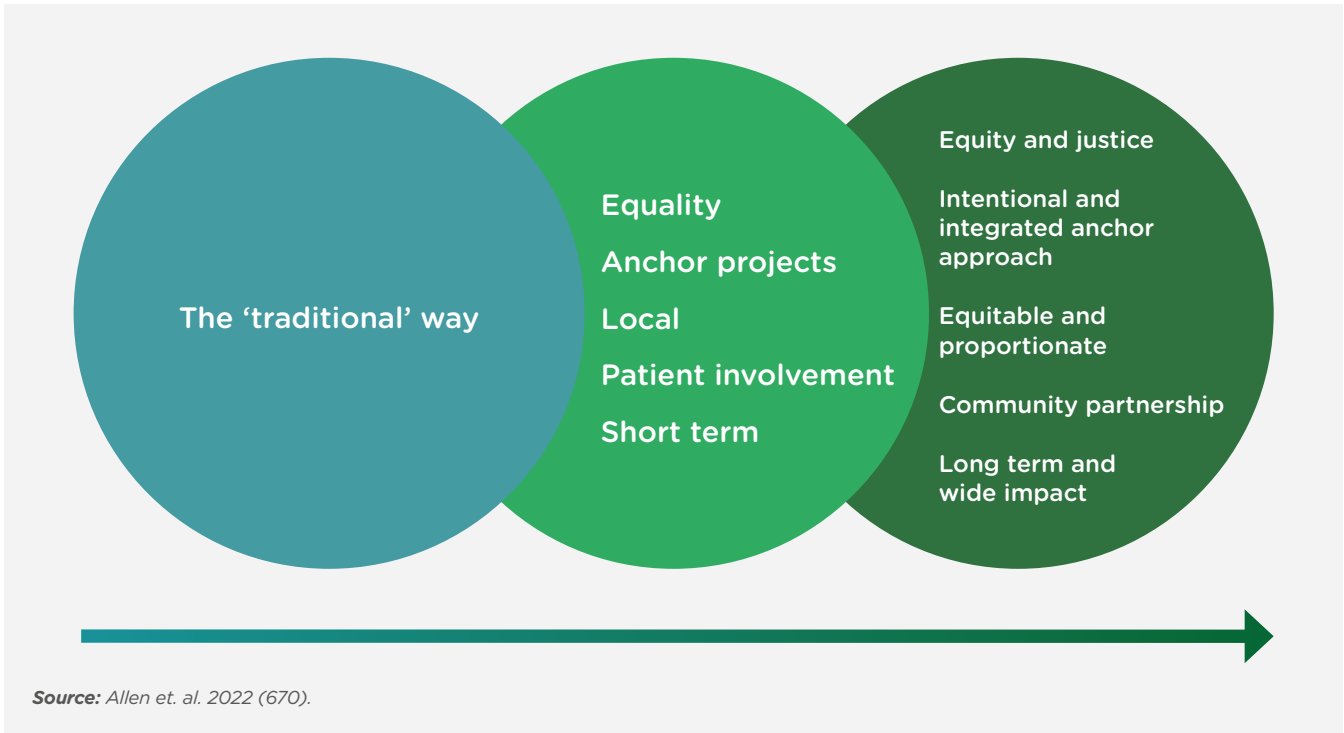 The ‘traditional’ way
Equality
Anchor projects
Local
Patient involvement
Short term
Equity and justice
Intentional and
integrated anchor
approach
Equitable and
proportionate
Community partnership
Long term and
wide impact
Source: Allen et. al. 2022 (670).